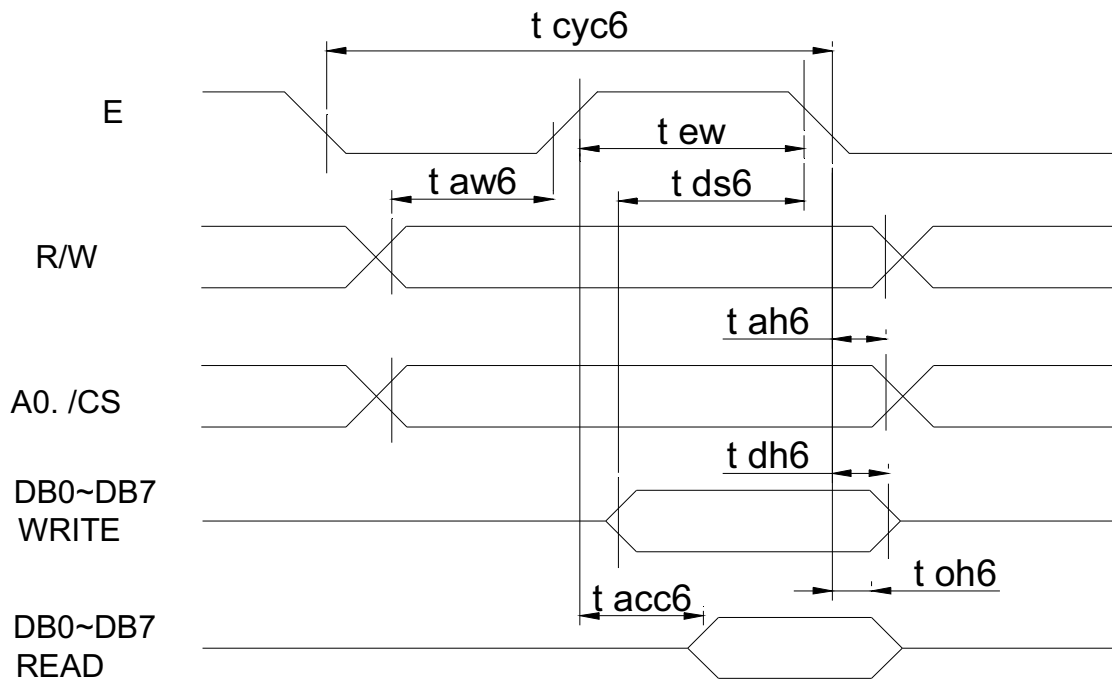 t cyc6
E
t ew
t aw6
t ds6
R/W
t ah6
A0. /CS
t dh6
DB0~DB7
WRITE
t oh6
t acc6
DB0~DB7
READ